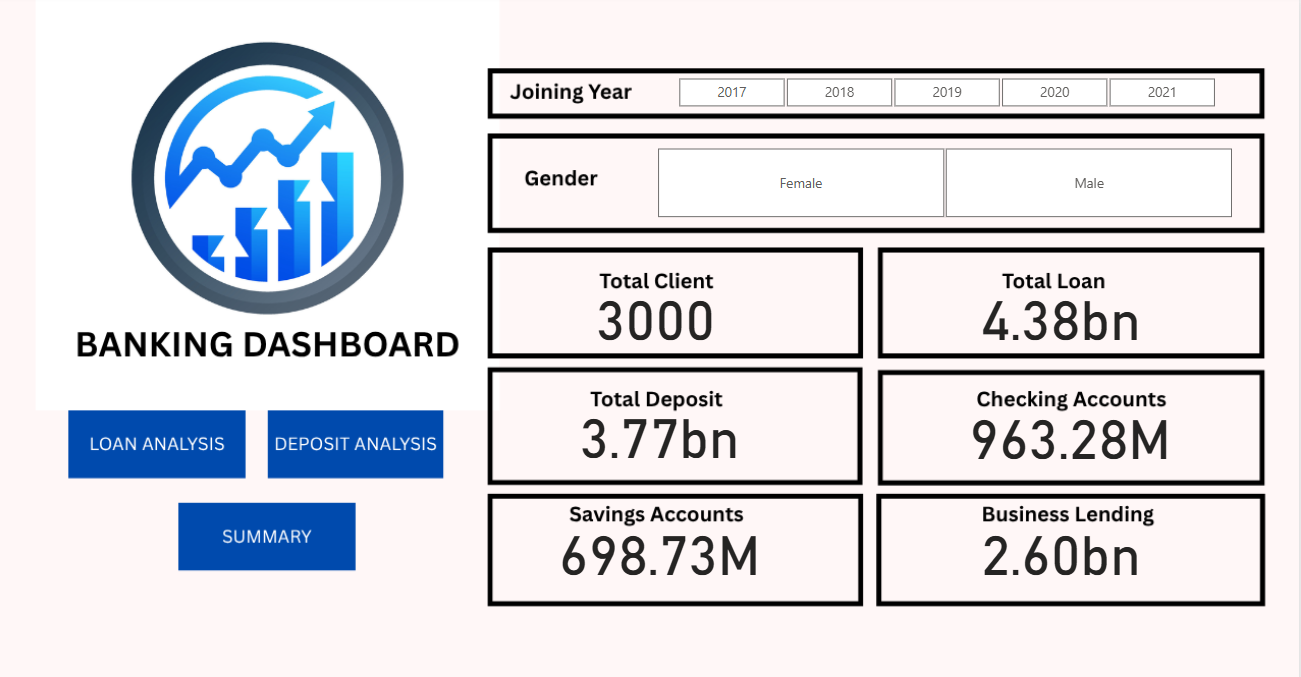 BANKING DASHBOARD
LOAN ANALYSIS
DEPOSIT ANALYSIS
SUMMARY
Joining Year
2017
2018
2019
2020
2021
Gender
Female
Male
Total Client
3000
Total Loan
4.38bn
Total Deposit
3.77bn
Checking Accounts
963.28M
Savings Accounts
698.73M
Business Lending
2.60bn